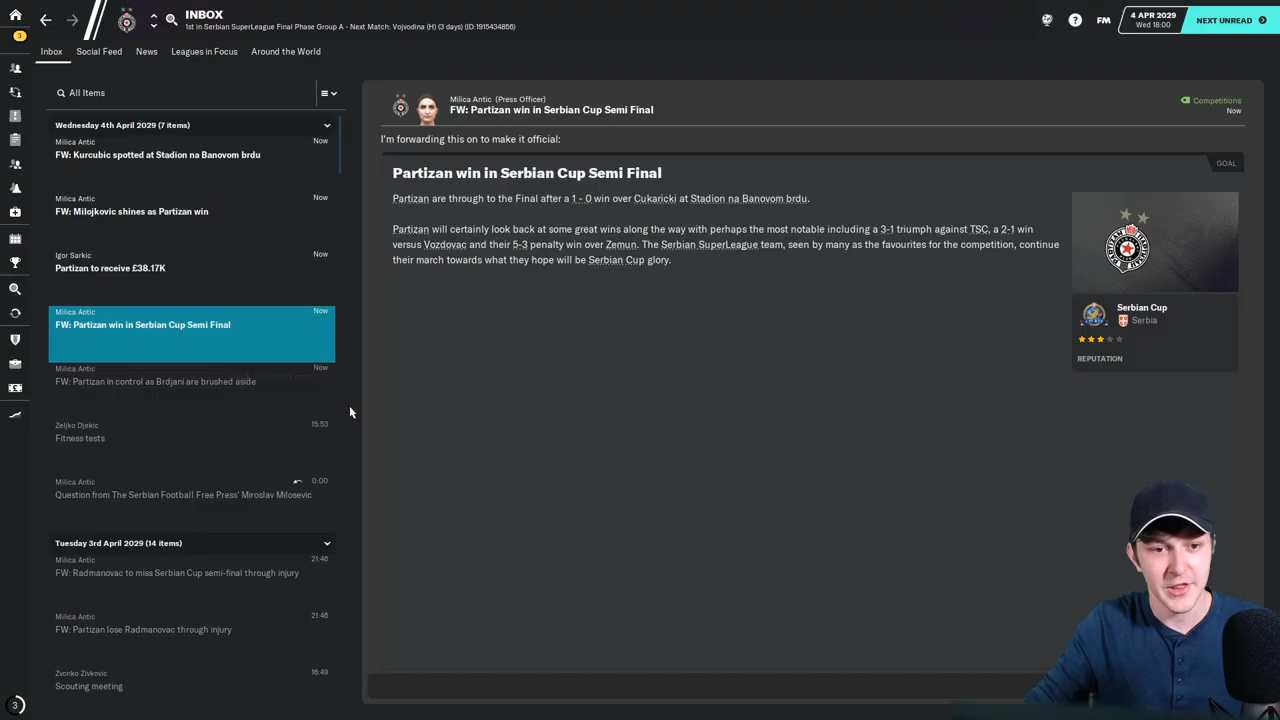 INBOX
1st in Serbian SuperLeague Final Phase Group A - Next Match: Vojvodina (H) (3 days) (ID:1915434856)
FM
4 APR 2029
Wed 18:00
NEXT UNREAD
3
Inbox
Social Feed
News
Leagues in Focus
Around the World
All Items
Wednesday 4th April 2029 (7 items)
Milica Antic
Now
FW: Kurcubic spotted at Stadion na Banovom brdu
Milica Antic
Now
FW: Milojkovic shines as Partizan win
Igor Sarkic
Now
Partizan to receive £38.17K
Milica Antic
Now
FW: Partizan win in Serbian Cup Semi Final
Milica Antic
Now
FW: Partizan in control as Brdjani are brushed aside
Zeljko Djekic
15:53
Fitness tests
Milica Antic
0:00
Question from The Serbian Football Free Press' Miroslav Milosevic
Tuesday 3rd April 2029 (14 items)
Milica Antic
21:46
FW: Radmanovac to miss Serbian Cup semi-final through injury
Milica Antic
21:46
FW: Partizan lose Radmanovac through injury
Zvonko Zivkovic
16:49
Scouting meeting
3
Milica Antic (Press Officer)
FW: Partizan win in Serbian Cup Semi Final
Competitions
Now
I'm forwarding this on to make it official:
GOAL
Partizan win in Serbian Cup Semi Final
Partizan are through to the Final after a 1 - 0 win over Cukaricki at Stadion na Banovom brdu.
Partizan will certainly look back at some great wins along the way with perhaps the most notable including a 3-1 triumph against TSC, a 2-1 win
versus Vozdovac and their 5-3 penalty win over Zemun. The Serbian SuperLeague team, seen by many as the favourites for the competition, continue
their march towards what they hope will be Serbian Cup glory.
Serbian Cup
Serbia
REPUTATION